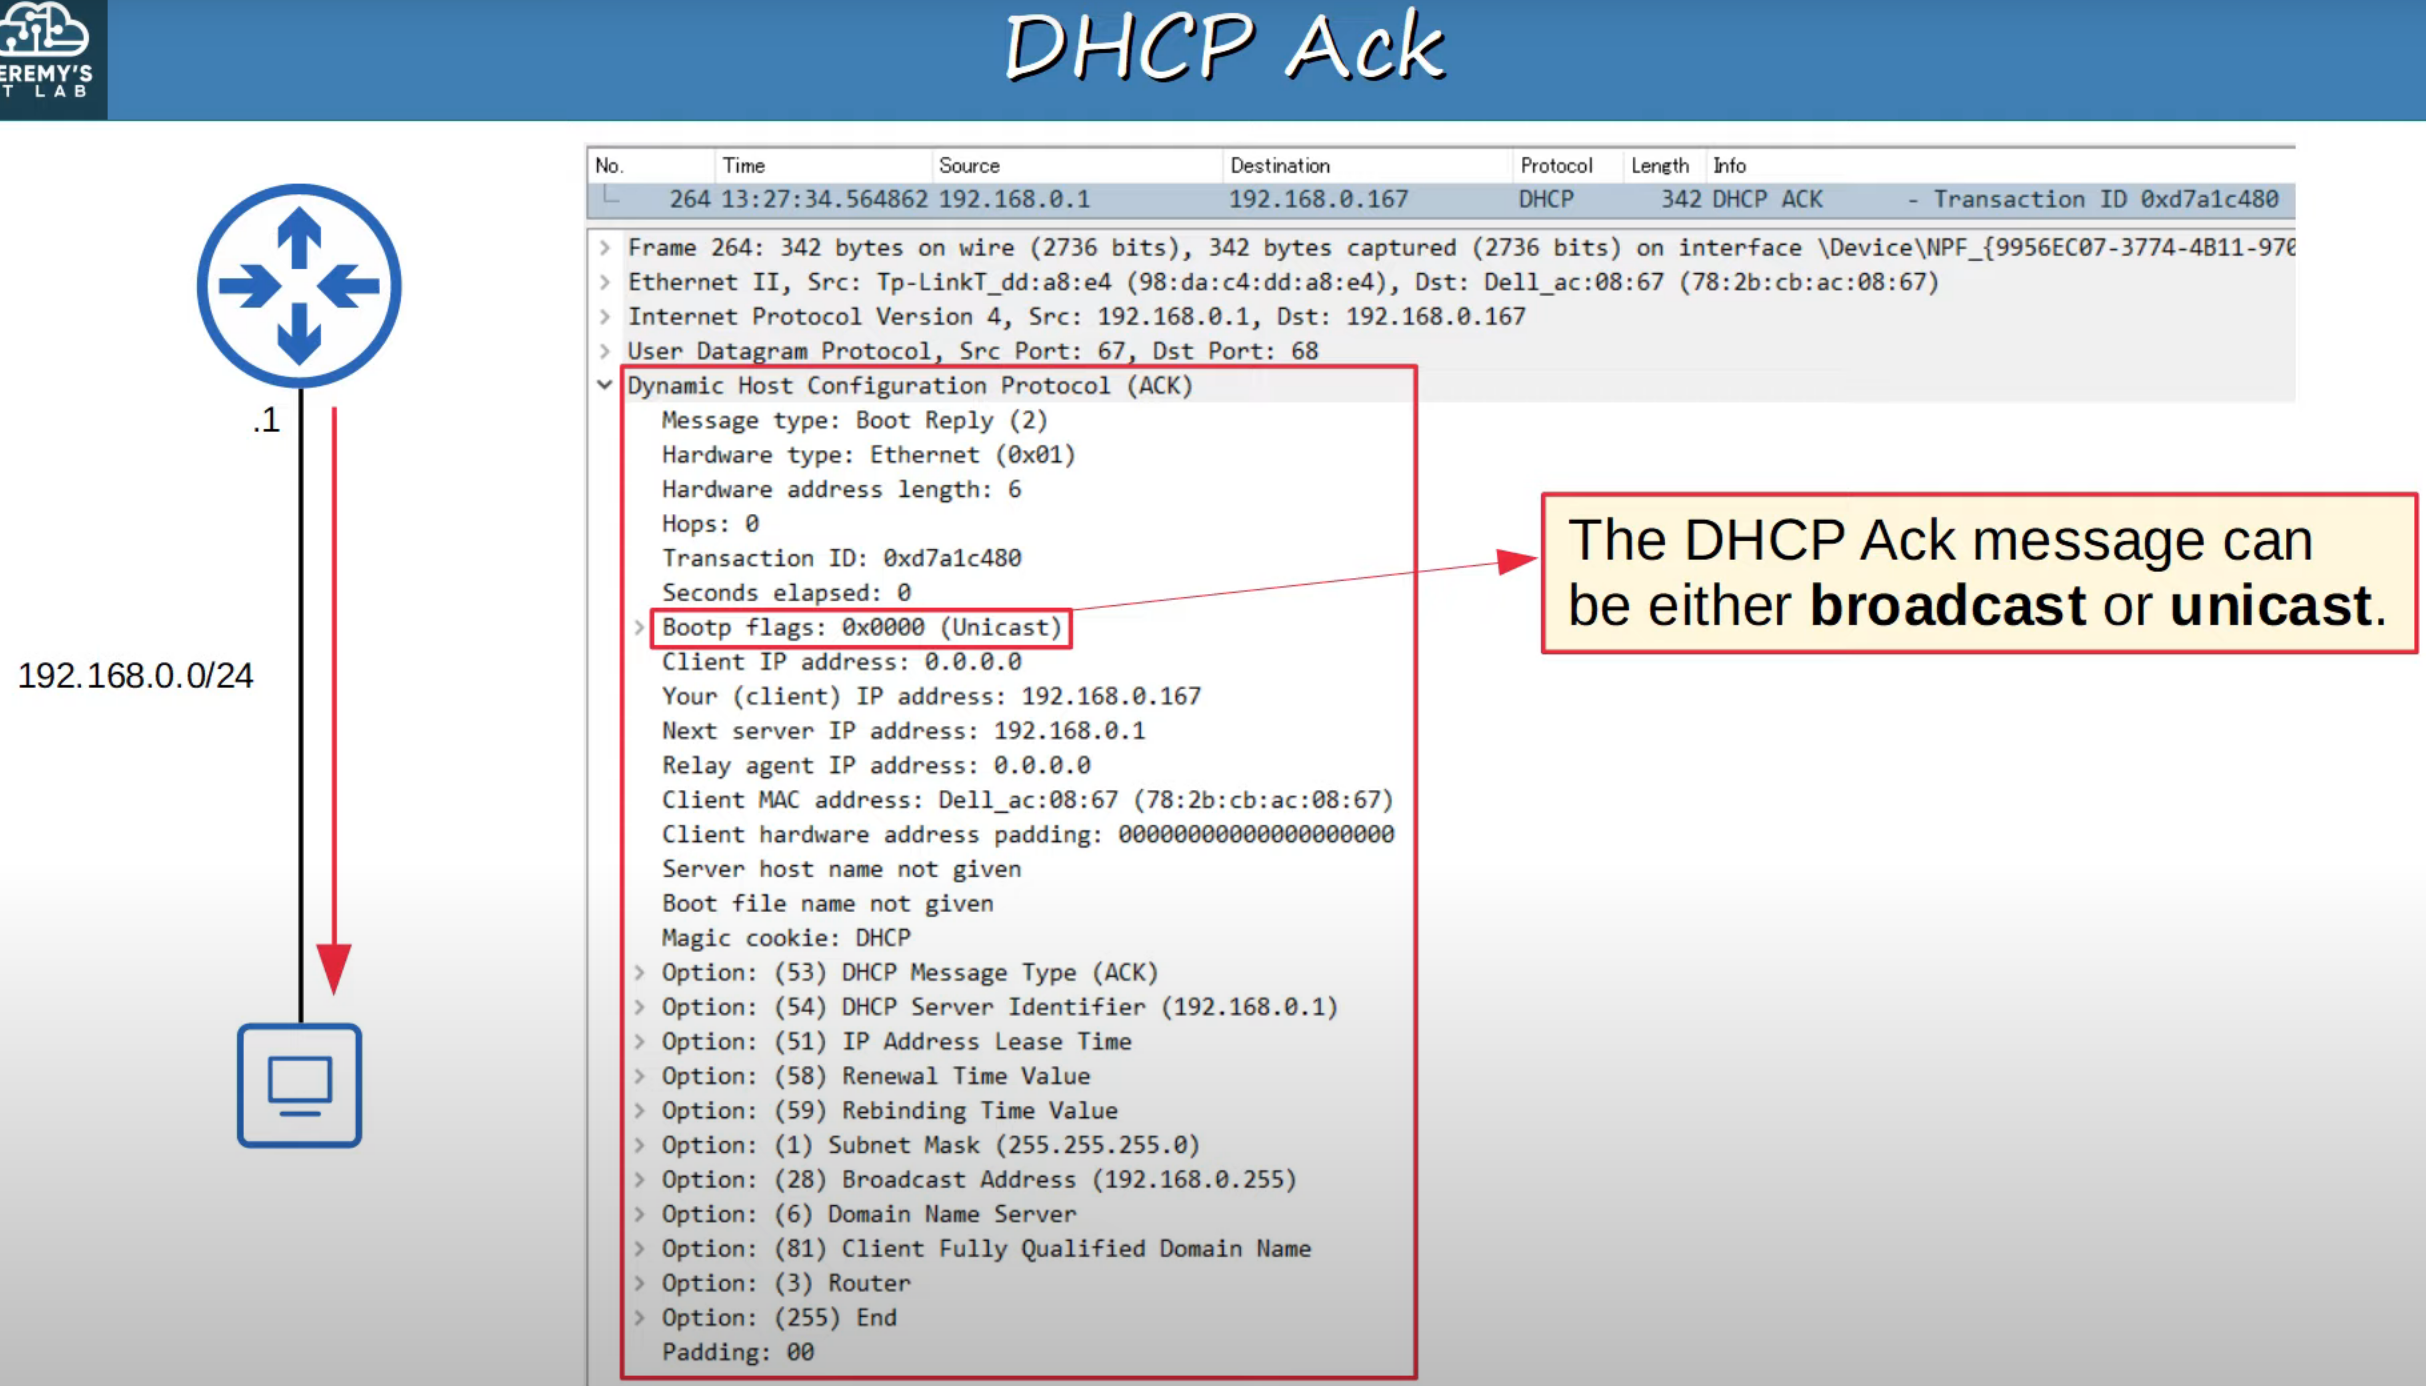 DHCP Ack
EREMY'S
T LAB
No. Time Source Destination Protocol Length Info
264 13:27:34.564862 192.168.0.1 192.168.0.167 DHCP 342 DHCP ACK - Transaction ID 0xd7a1c480
Frame 264: 342 bytes on wire (2736 bits), 342 bytes captured (2736 bits) on interface \Device\NPF_{9956EC07-3774-4B11-970
Ethernet II, Src: Tp-LinkT_dd:a8:e4 (98:da:c4:dd:a8:e4), Dst: Dell_ac:08:67 (78:2b:cb:ac:08:67)
Internet Protocol Version 4, Src: 192.168.0.1, Dst: 192.168.0.167
User Datagram Protocol, Src Port: 67, Dst Port: 68
Dynamic Host Configuration Protocol (ACK)
Message type: Boot Reply (2)
Hardware type: Ethernet (0x01)
Hardware address length: 6
Hops: 0
Transaction ID: 0xd7a1c480
Seconds elapsed: 0
Bootp flags: 0x0000 (Unicast)
Client IP address: 0.0.0.0
Your (client) IP address: 192.168.0.167
Next server IP address: 192.168.0.1
Relay agent IP address: 0.0.0.0
Client MAC address: Dell_ac:08:67 (78:2b:cb:ac:08:67)
Client hardware address padding: 00000000000000000000
Server host name not given
Boot file name not given
Magic cookie: DHCP
Option: (53) DHCP Message Type (ACK)
Option: (54) DHCP Server Identifier (192.168.0.1)
Option: (51) IP Address Lease Time
Option: (58) Renewal Time Value
Option: (59) Rebinding Time Value
Option: (1) Subnet Mask (255.255.255.0)
Option: (28) Broadcast Address (192.168.0.255)
Option: (6) Domain Name Server
Option: (81) Client Fully Qualified Domain Name
Option: (3) Router
Option: (255) End
Padding: 00
.1
192.168.0.0/24
The DHCP Ack message can
be either broadcast or unicast.